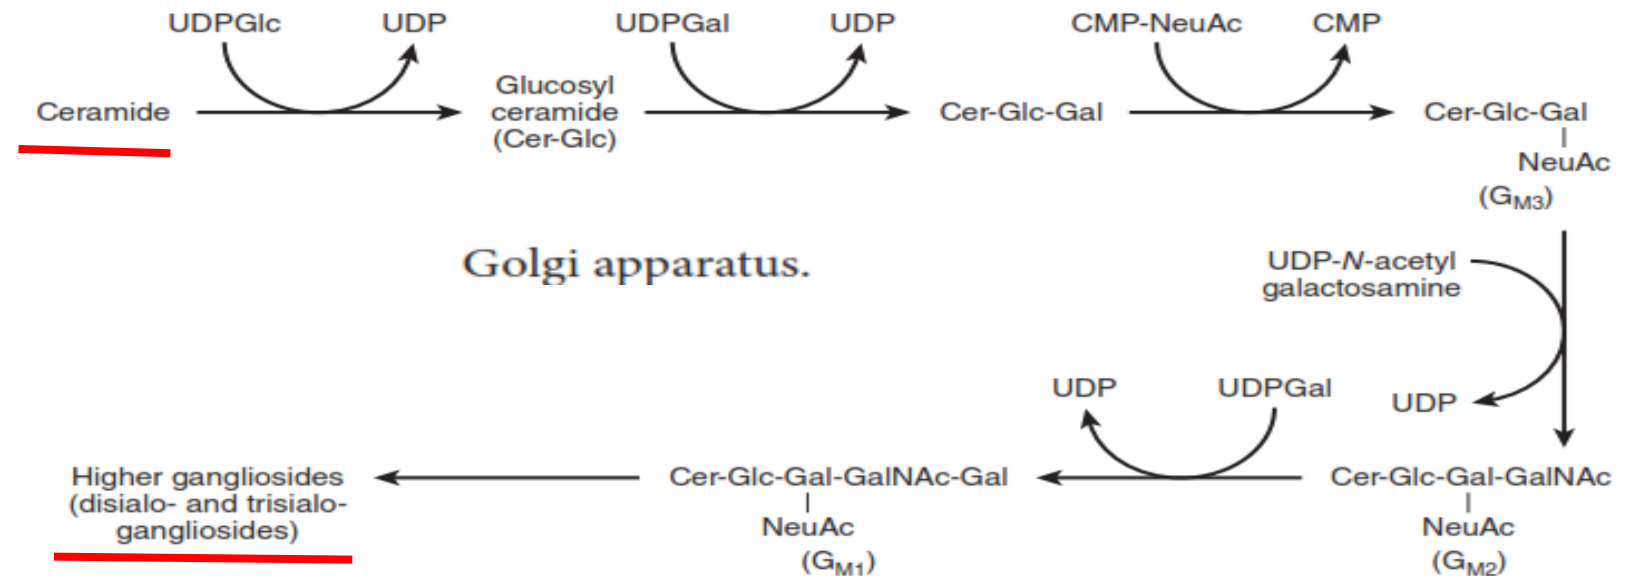 UDPGlc UDP UDPGal UDP CMP-NeuAc CMP
Ceramide
Glucosyl
ceramide
(Cer-Glc)
Cer-Glc-Gal
Cer-Glc-Gal
NeuAc
(GM3)
Golgi apparatus.
UDP-N-acetyl
galactosamine
UDP
UDP UDPGal
Cer-Glc-Gal-GalNAc
NeuAc
(GM2)
Cer-Glc-Gal-GalNAc-Gal
NeuAc
(GM1)
Higher gangliosides
(disialo- and trisialo-
gangliosides)